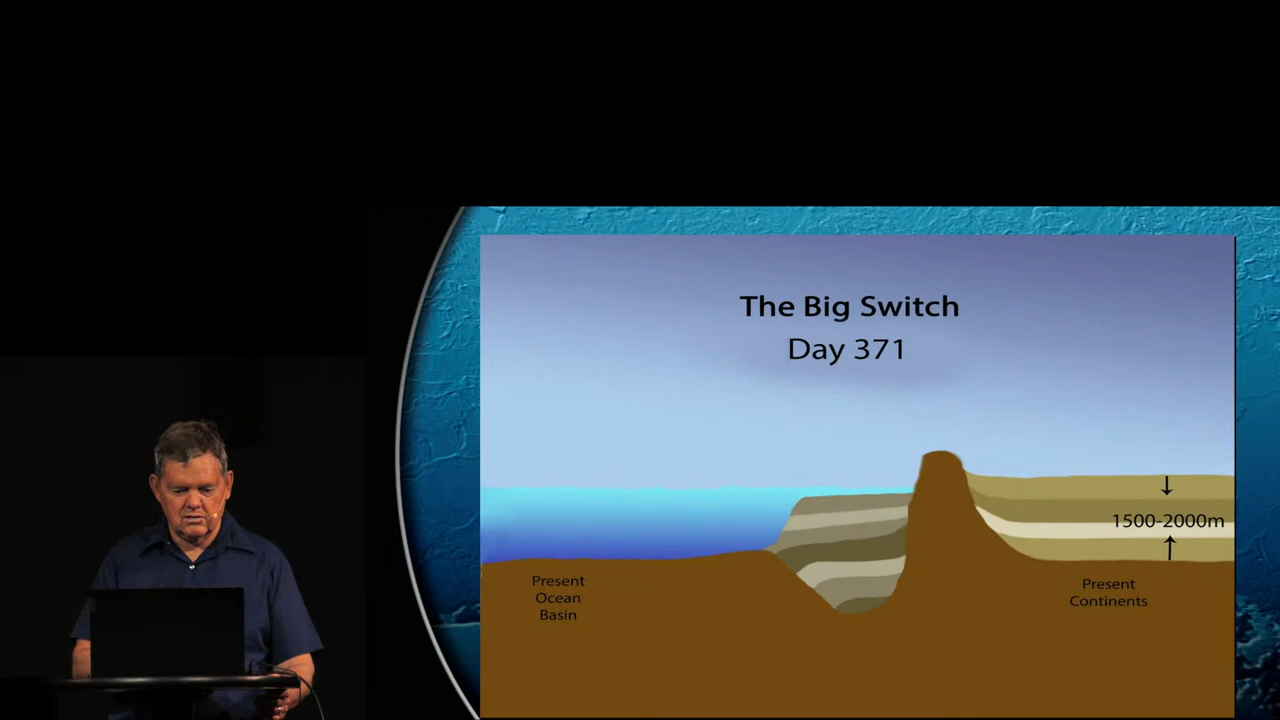 The Big Switch
Day 371
1500-2000m
Present
Ocean
Basin
Present
Continents